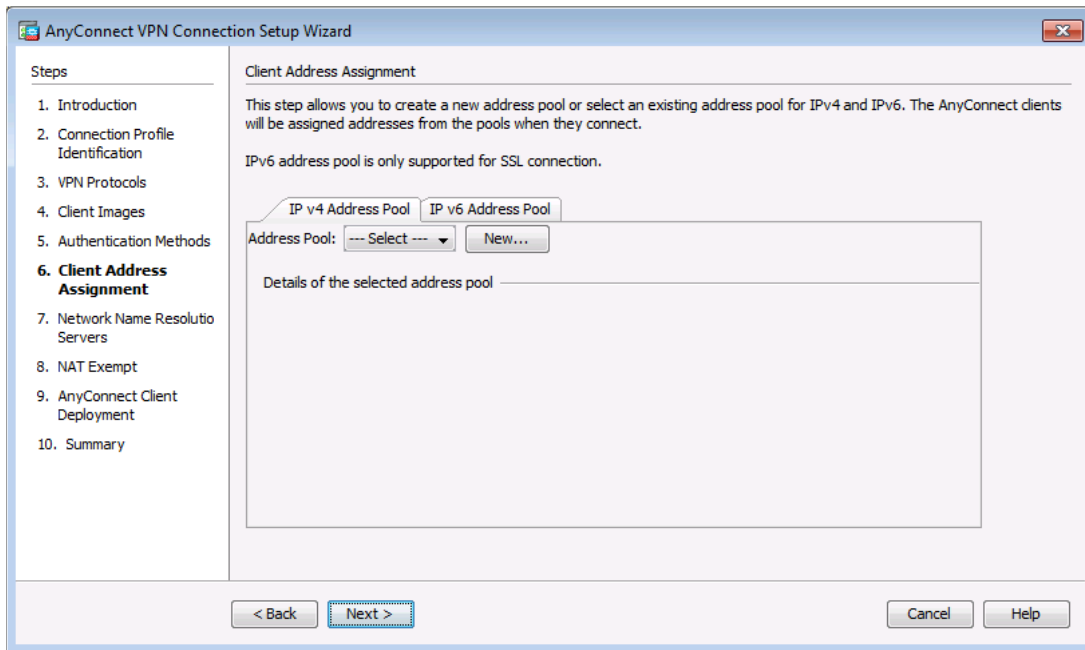 AnyConnect VPN Connection Setup Wizard
Steps
1. Introduction
2. Connection Profile
Identification
3. VPN Protocols
4. Client Images
5. Authentication Methods
6. Client Address
Assignment
7. Network Name Resolutio
Servers
8. NAT Exempt
9. AnyConnect Client
Deployment
10. Summary
Client Address Assignment
This step allows you to create a new address pool or select an existing address pool for IPv4 and IPv6. The AnyConnect clients
will be assigned addresses from the pools when they connect.
IPv6 address pool is only supported for SSL connection.
IP v4 Address Pool IP v6 Address Pool
Address Pool: --- Select --- New...
Details of the selected address pool
< Back Next > Cancel Help